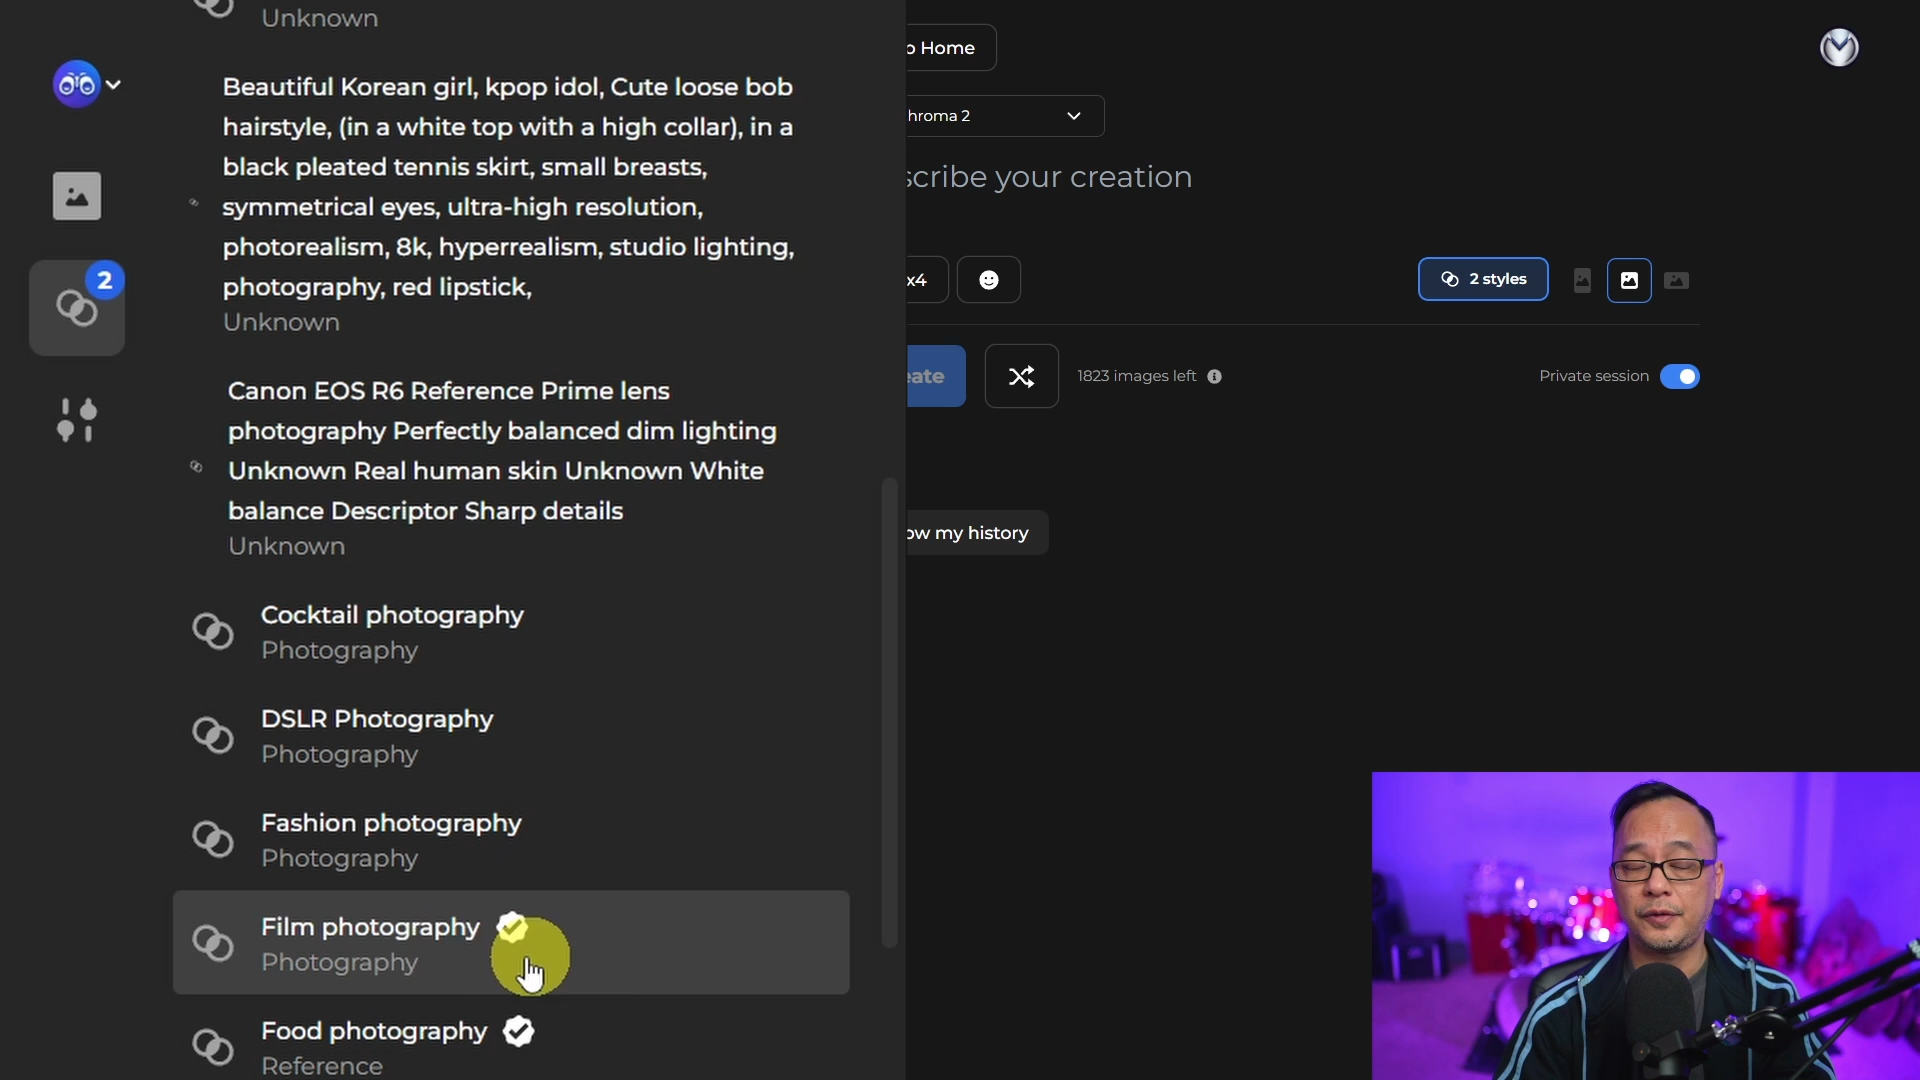 Unknown
Beautiful Korean girl, kpop idol, Cute loose bob
hairstyle, (in a white top with a high collar), in a
black pleated tennis skirt, small breasts,
symmetrical eyes, ultra-high resolution,
photorealism, 8k, hyperrealism, studio lighting,
photography, red lipstick,
Unknown
2
Canon EOS R6 Reference Prime lens
photography Perfectly balanced dim lighting
Unknown Real human skin Unknown White
balance Descriptor Sharp details
Unknown
Cocktail photography
Photography
DSLR Photography
Photography
Fashion photography
Photography
Film photography
Photography
Food photography
Reference
o Home
hroma 2
scribe your creation
x4
2 styles
eate
1823 images left
Private session
ow my history